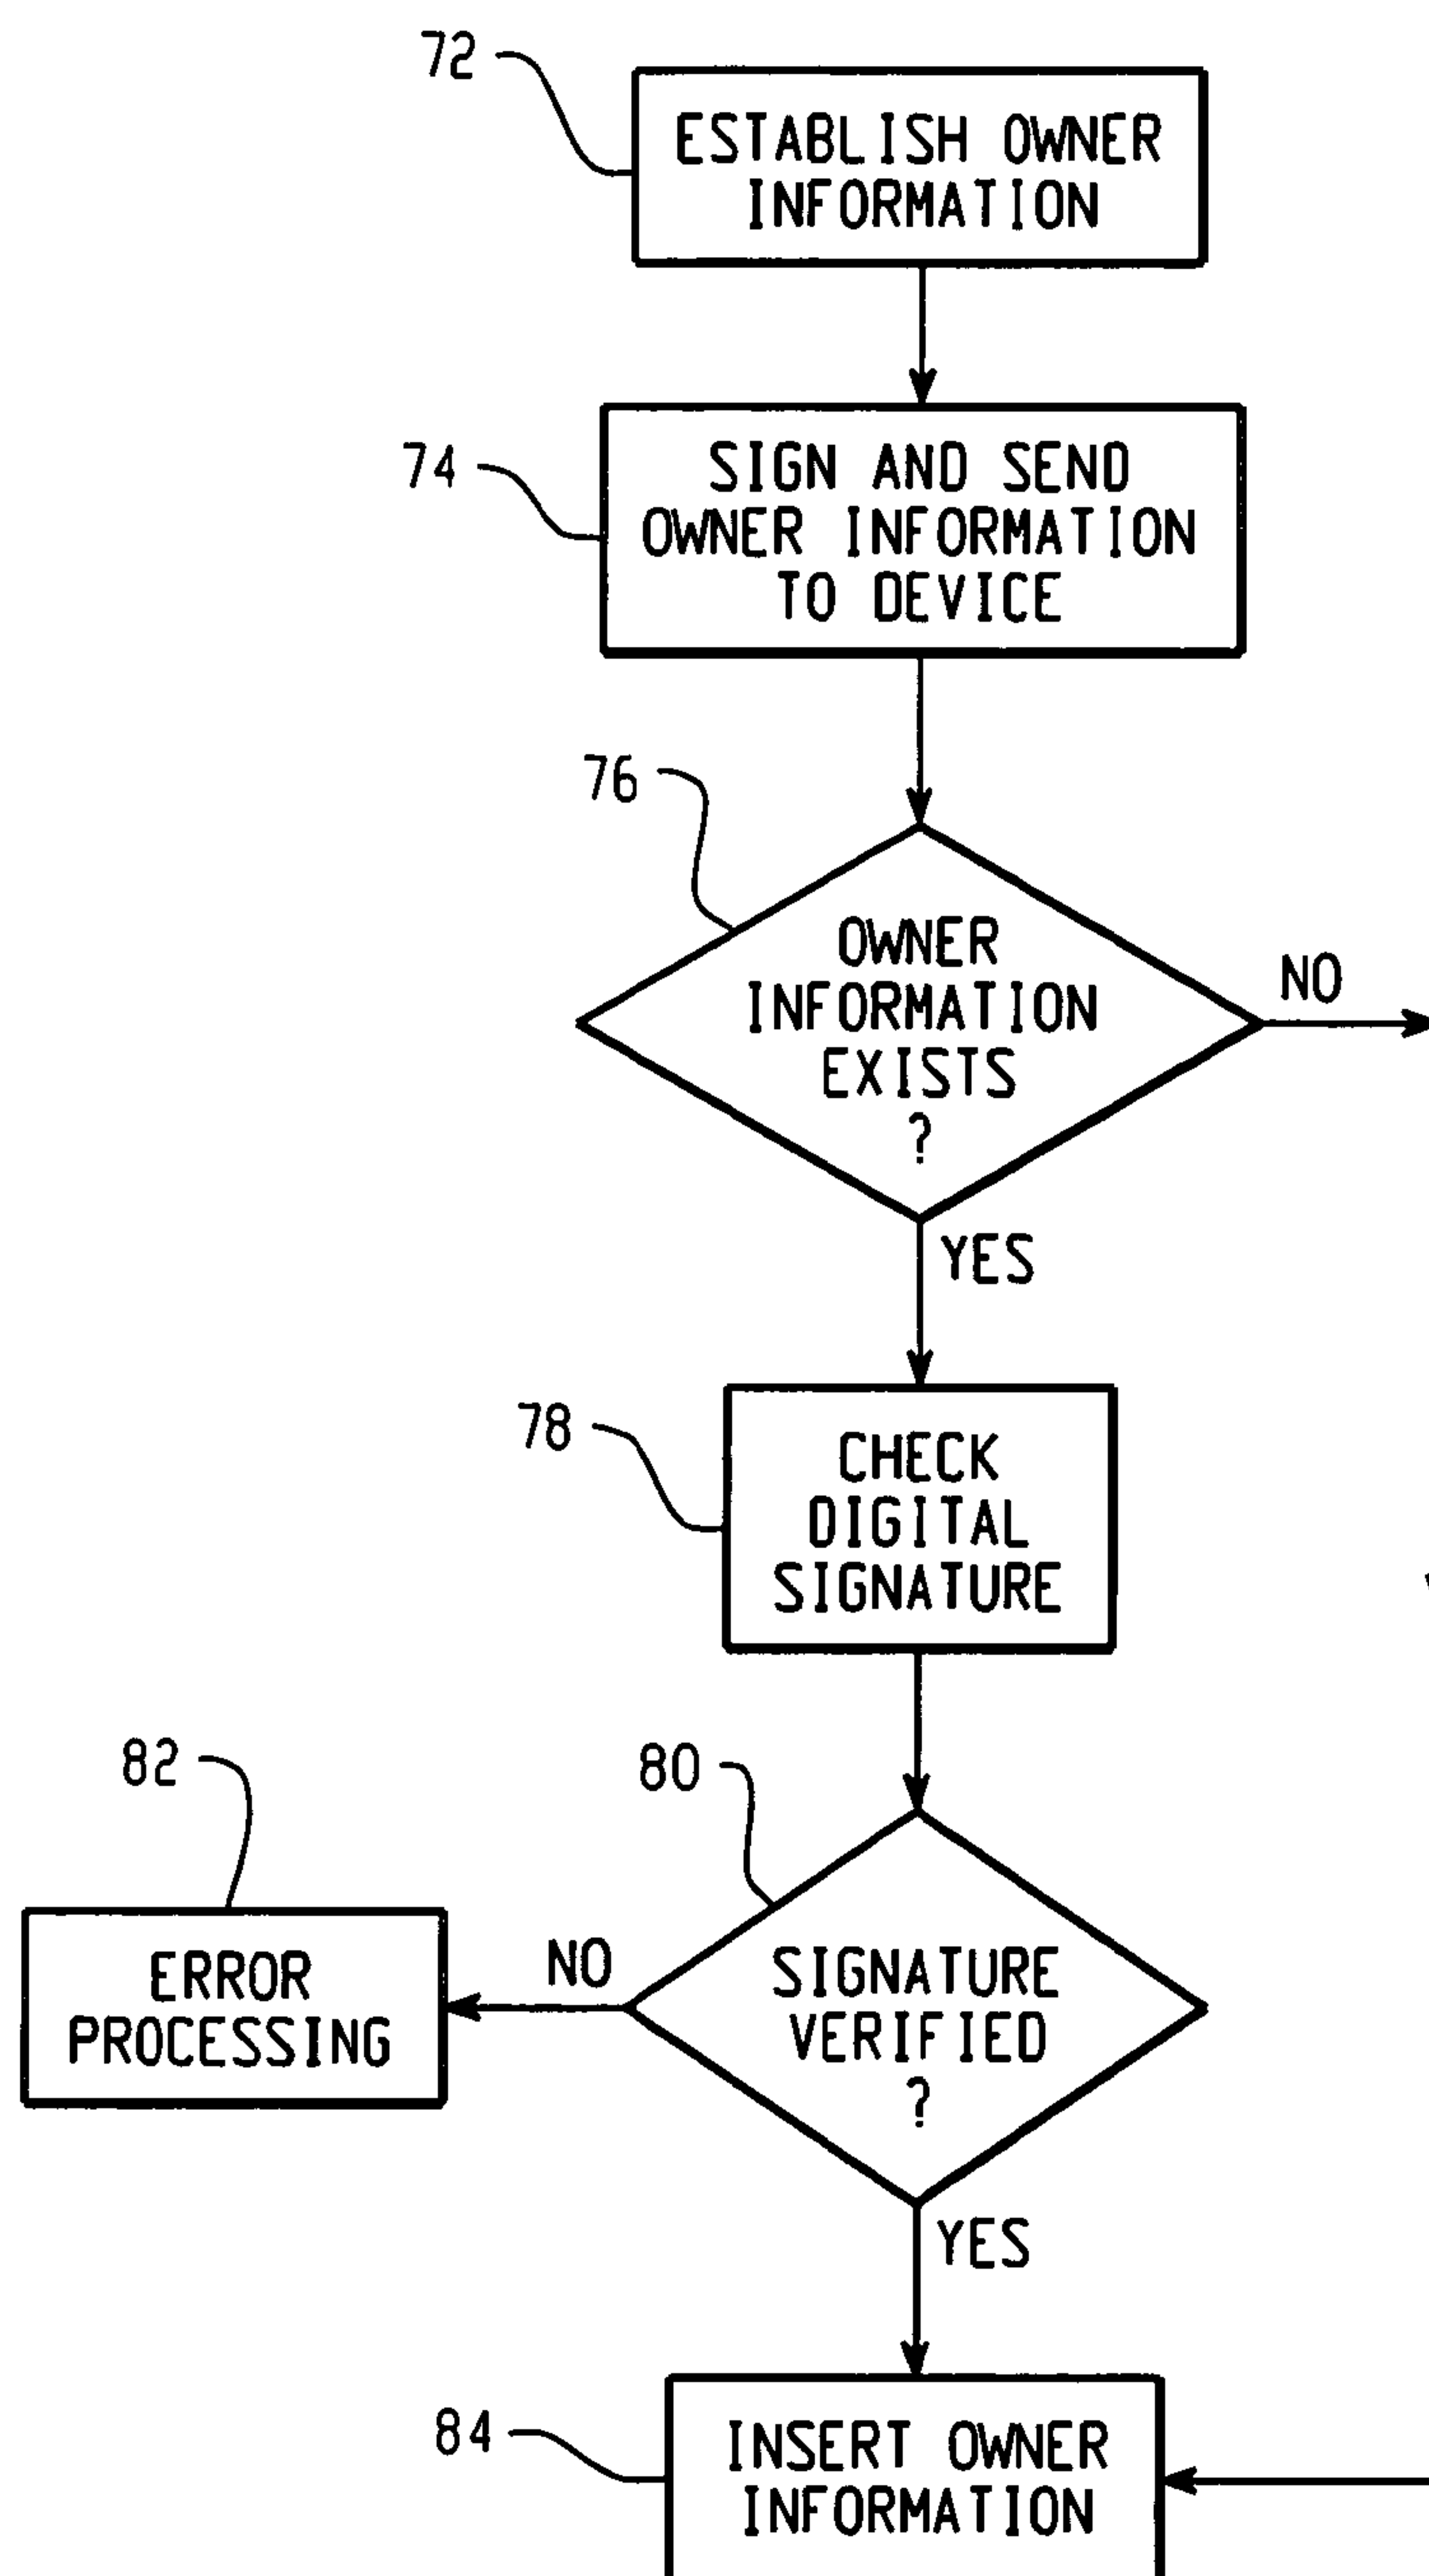 72
ESTABLISH OWNER
INFORMATION
74
SIGN AND SEND
OWNER INFORMATION
TO DEVICE
76
OWNER
INFORMATION
EXISTS
?
NO
YES
78
CHECK
DIGITAL
SIGNATURE
82
80
ERROR
PROCESSING
NO
SIGNATURE
VERIFIED
?
YES
84
INSERT OWNER
INFORMATION